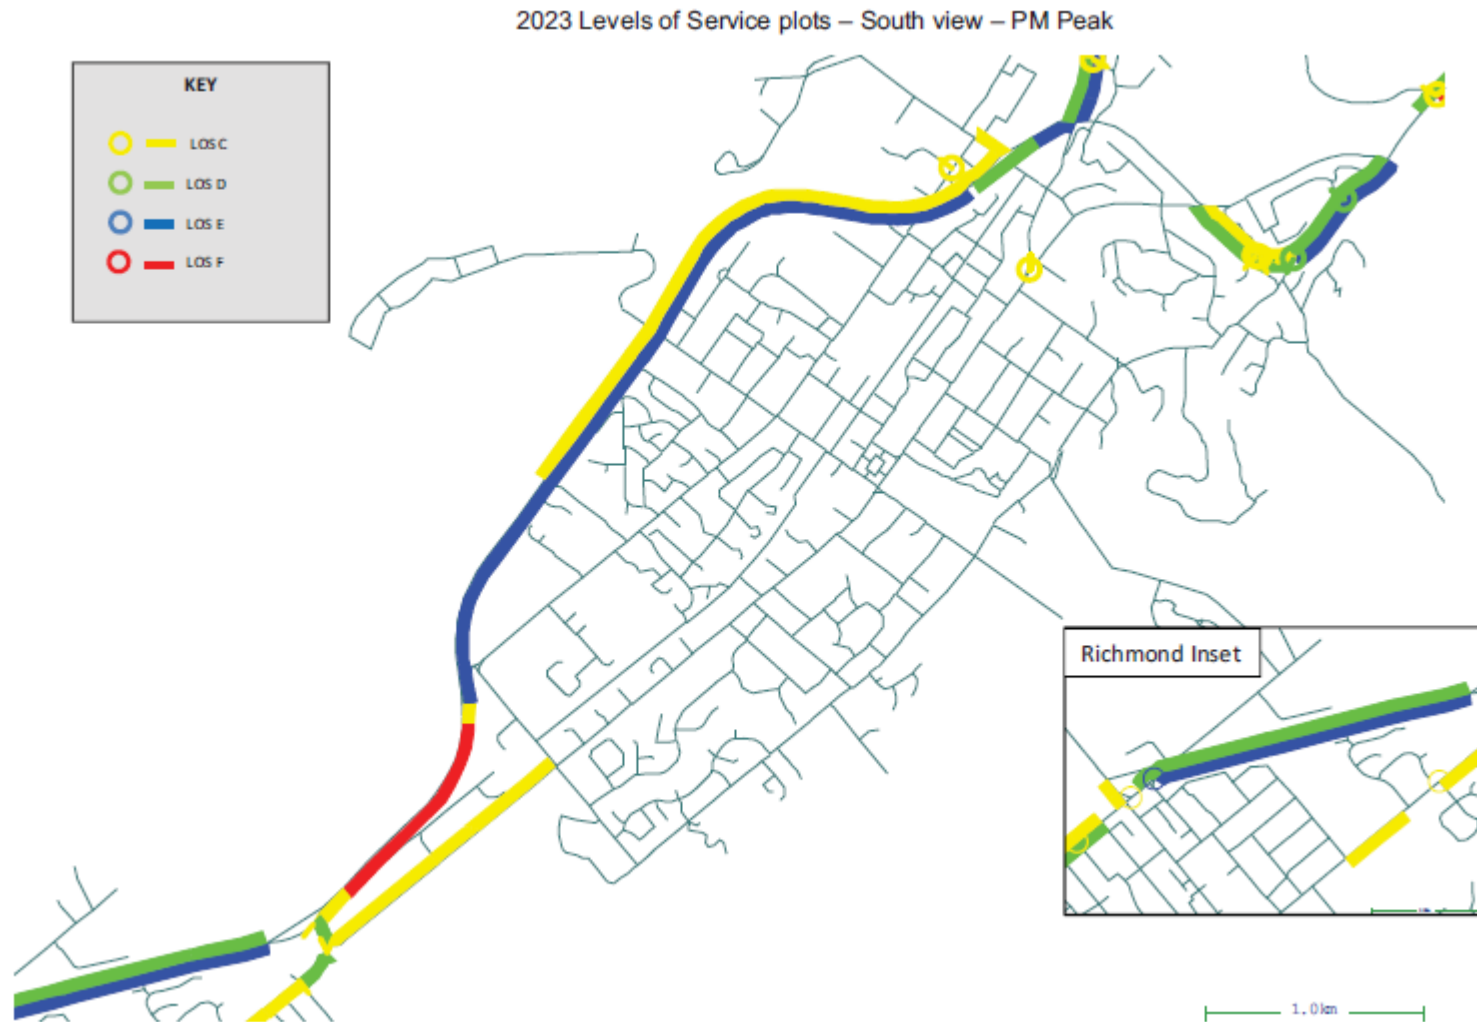 2023 Levels of Service plots – South view – PM Peak
KEY
LOS C
LOS D
LOS E
LOS F
Richmond Inset
1.0km